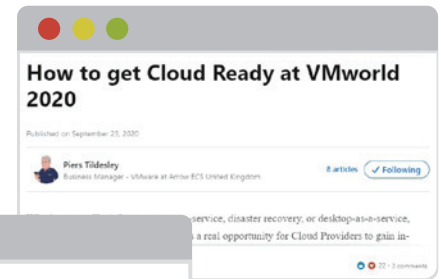 How to get Cloud Ready at VMworld
2020
Published on September 23, 2020
Piers Tildesley
Business Manager - VMware at Arrow ECS United Kingdom
8 articles ✓ Following
-service, disaster recovery, or desktop-as-a-service,
a real opportunity for Cloud Providers to gain in-
22 · 2 comments